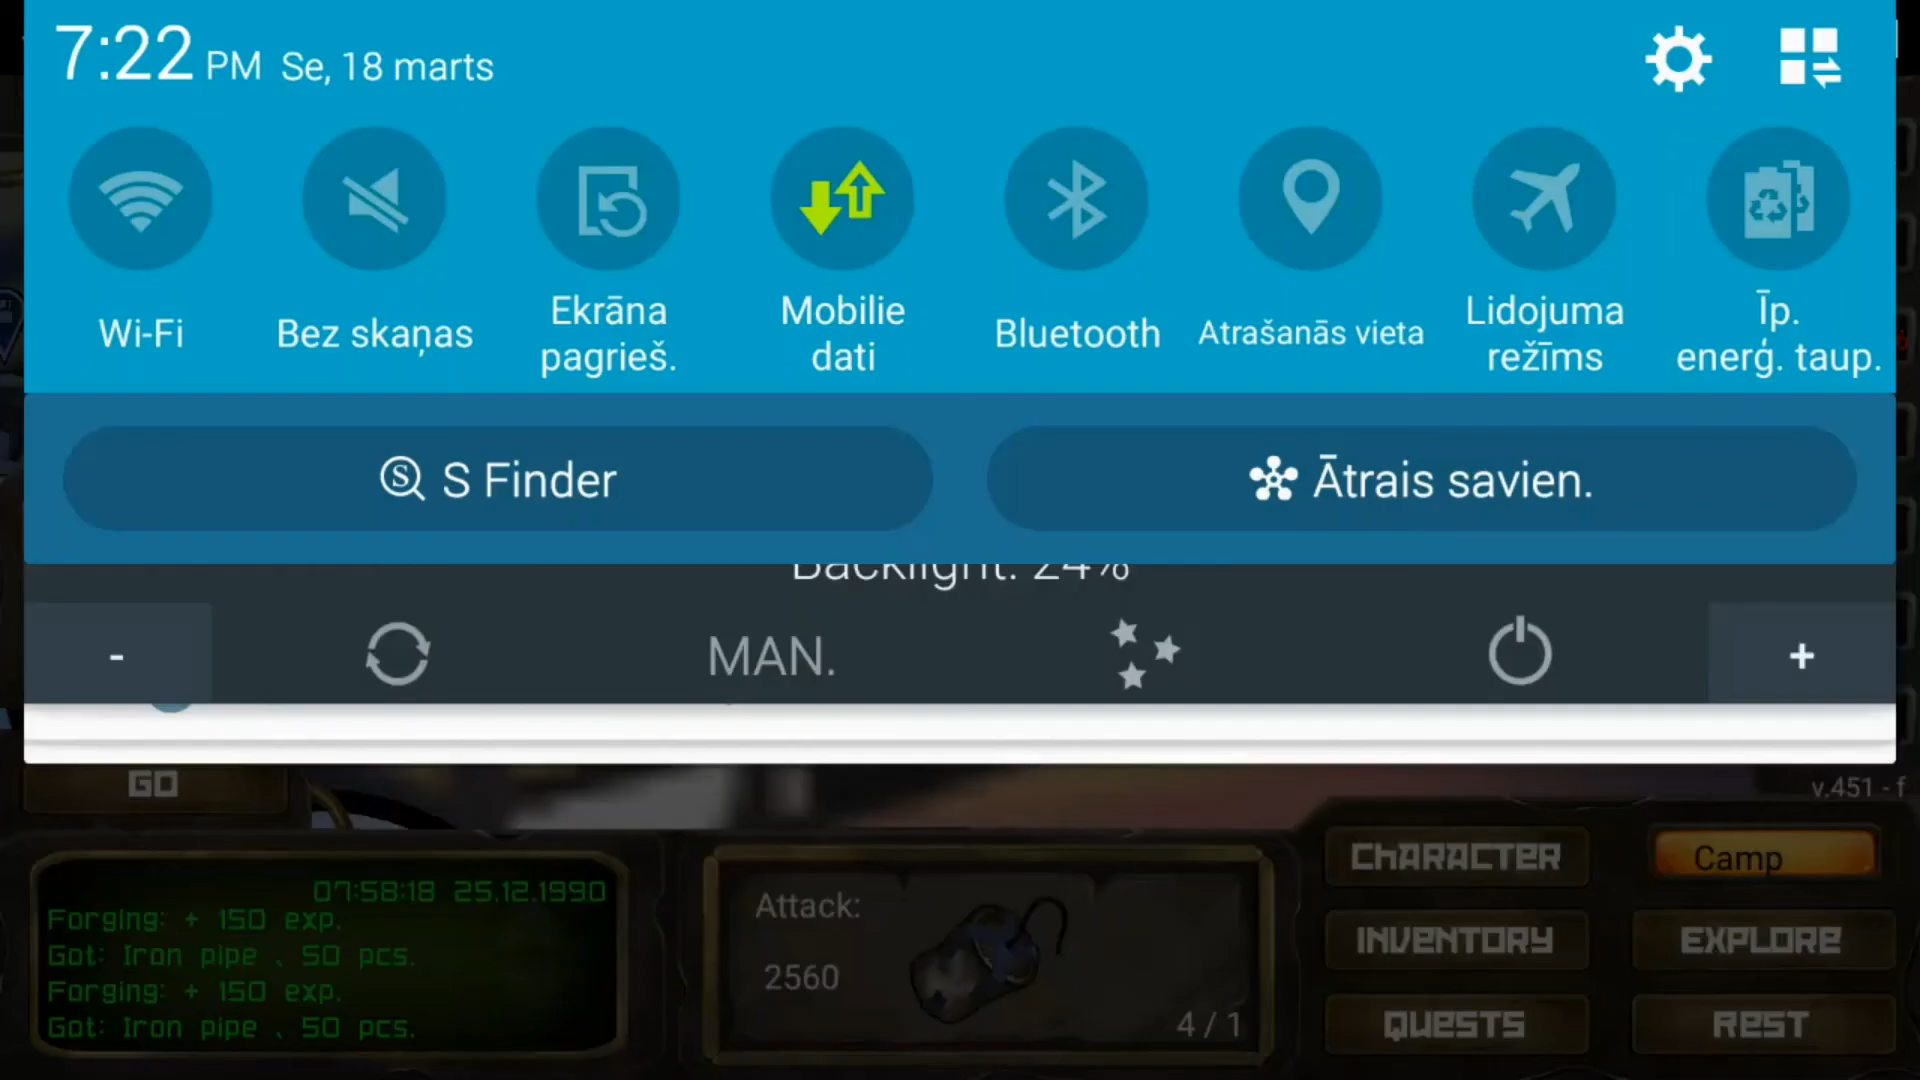 7:22 PM Se, 18 marts
Wi-Fi
Bez skaņas
Ekrāna
pagrieš.
Mobilie
dati
Bluetooth
Atrašanās vieta
Lidojuma
režīms
Īp.
enerģ. taup.
S Finder
Ātrais savien.
Backlight: 24%
-
MAN.
+
GO
v.451 - f
07:58:18 25.12.1990
Forging: + 150 exp.
Got: Iron pipe , 50 pcs.
Forging: + 150 exp.
Got: Iron pipe , 50 pcs.
Attack:
2560
4 / 1
CHARACTER
Camp
INVENTORY
EXPLORE
QUESTS
REST